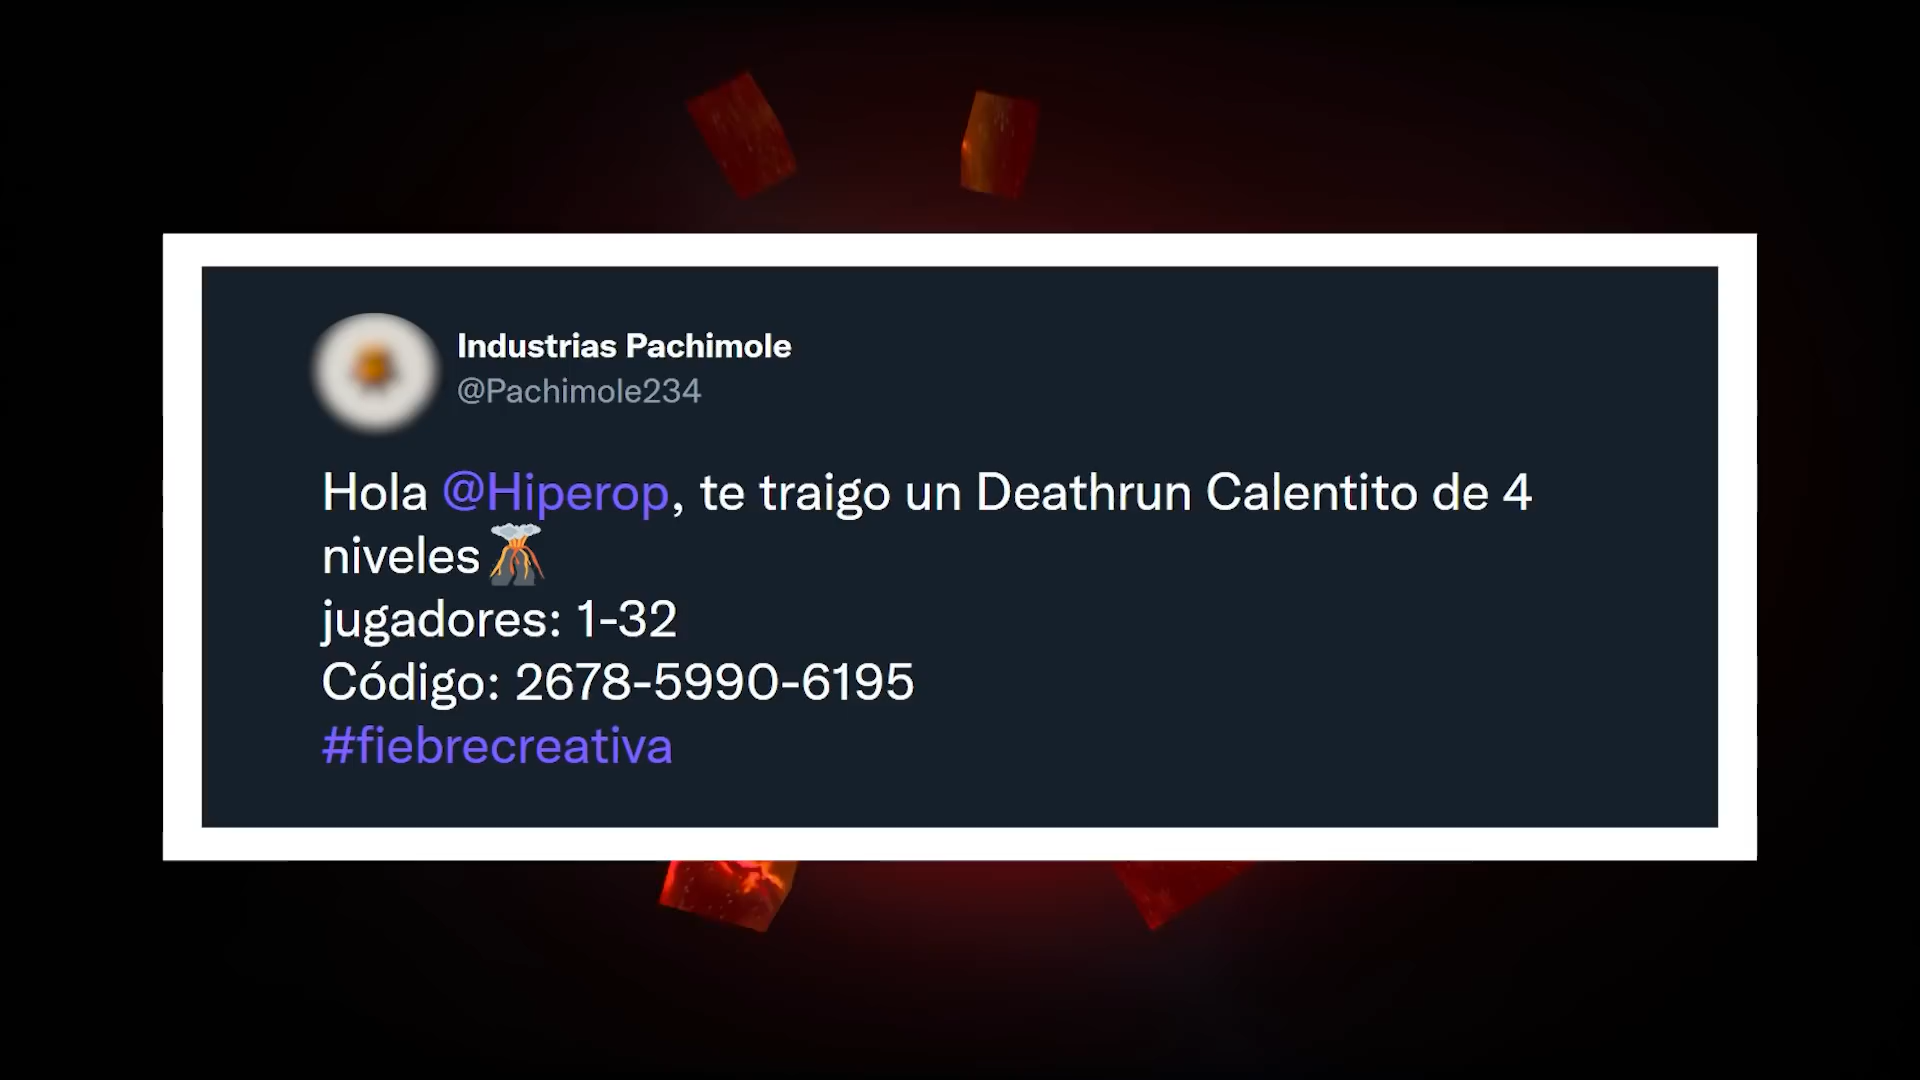 Industrias Pachimole
@Pachimole234
Hola @Hiperop, te traigo un Deathrun Calentito de 4
niveles🌋
jugadores: 1-32
Código: 2678-5990-6195
#fiebrecreativa